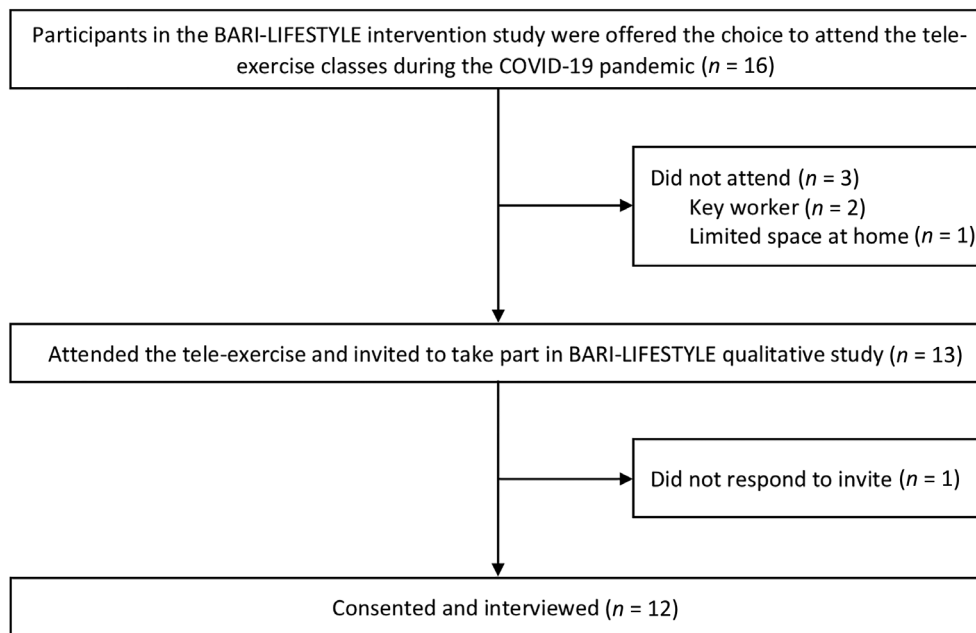 Participants in the BARI-LIFESTYLE intervention study were offered the choice to attend the tele-
exercise classes during the COVID-19 pandemic (n = 16)
Did not attend (n = 3)
Key worker (n = 2)
Limited space at home (n = 1)
Attended the tele-exercise and invited to take part in BARI-LIFESTYLE qualitative study (n = 13)
Did not respond to invite (n = 1)
Consented and interviewed (n = 12)